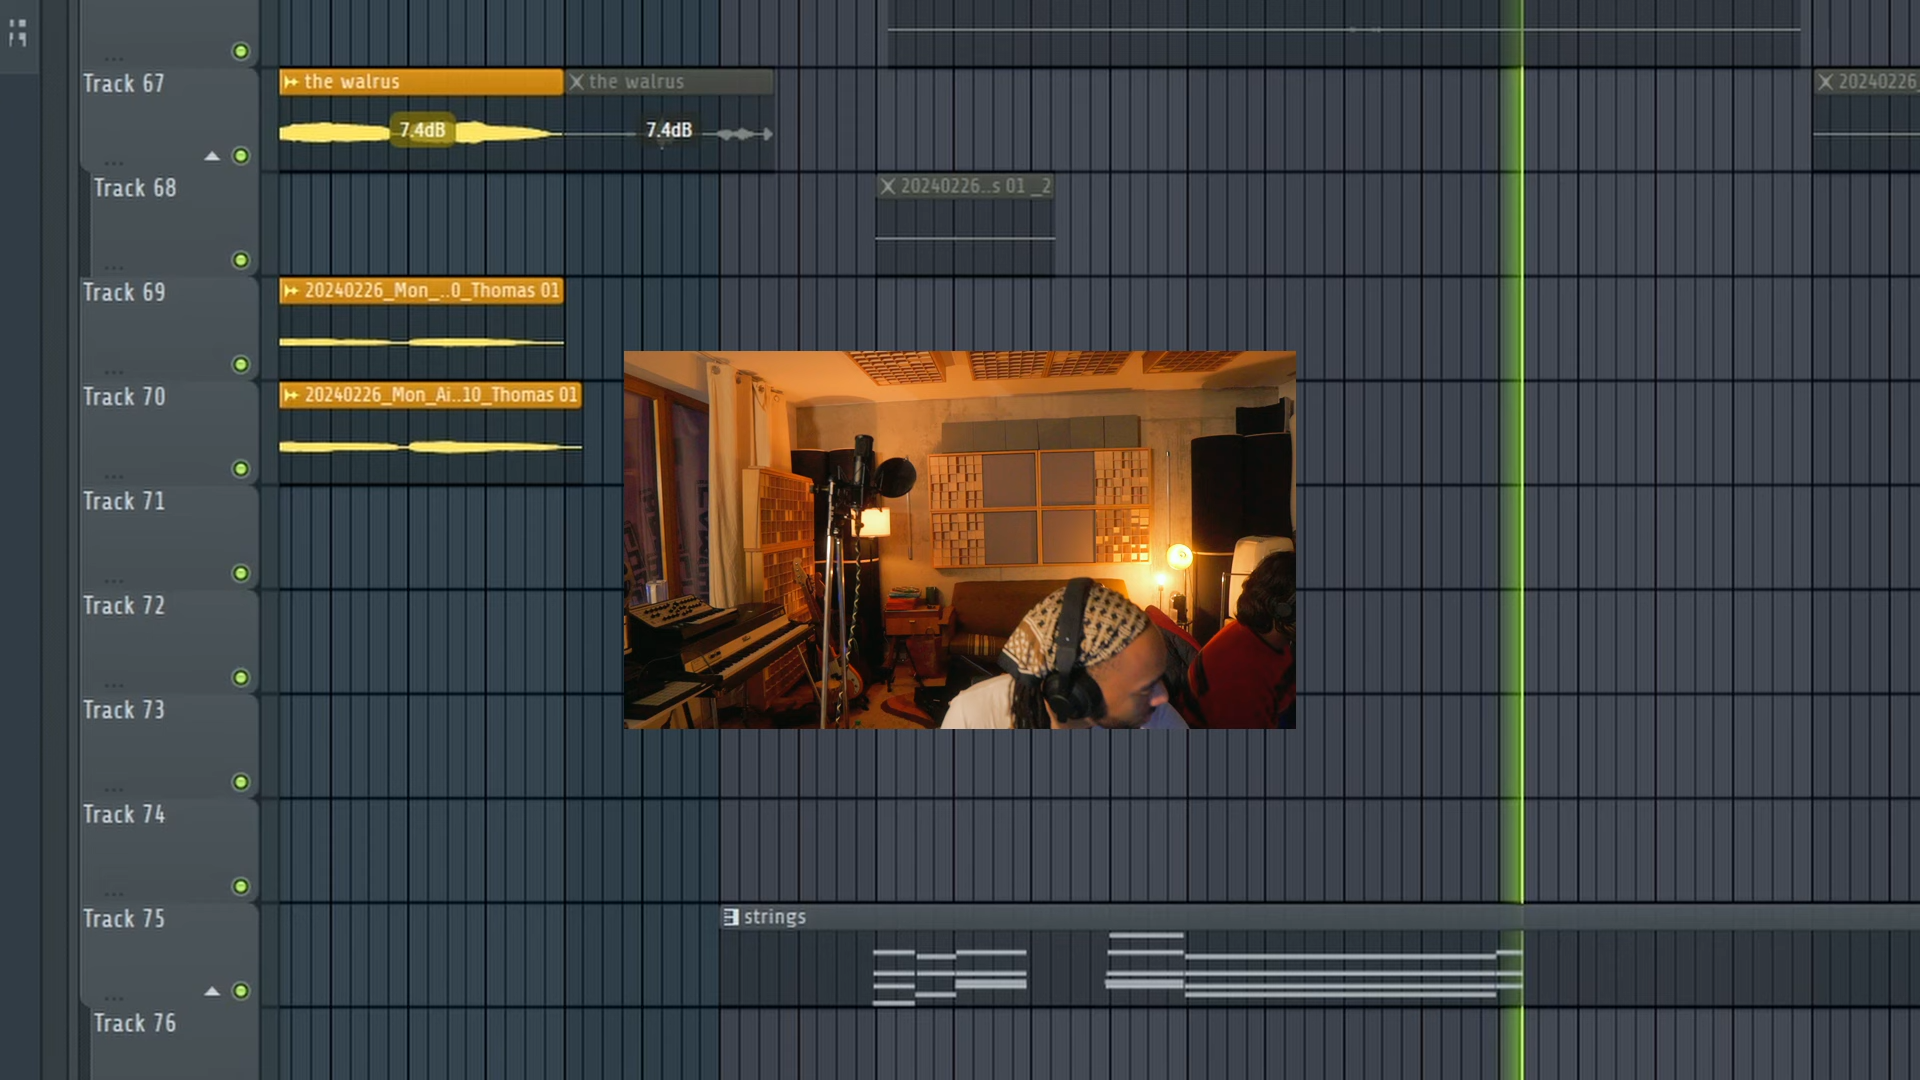 Track 67
the walrus
the walrus
20240226_
7.4dB
7.4dB
Track 68
20240226..s 01 _2
Track 69
20240226_Mon_..0_Thomas 01
Track 70
20240226_Mon_Ai..10_Thomas 01
Track 71
Track 72
Track 73
Track 74
Track 75
strings
Track 76